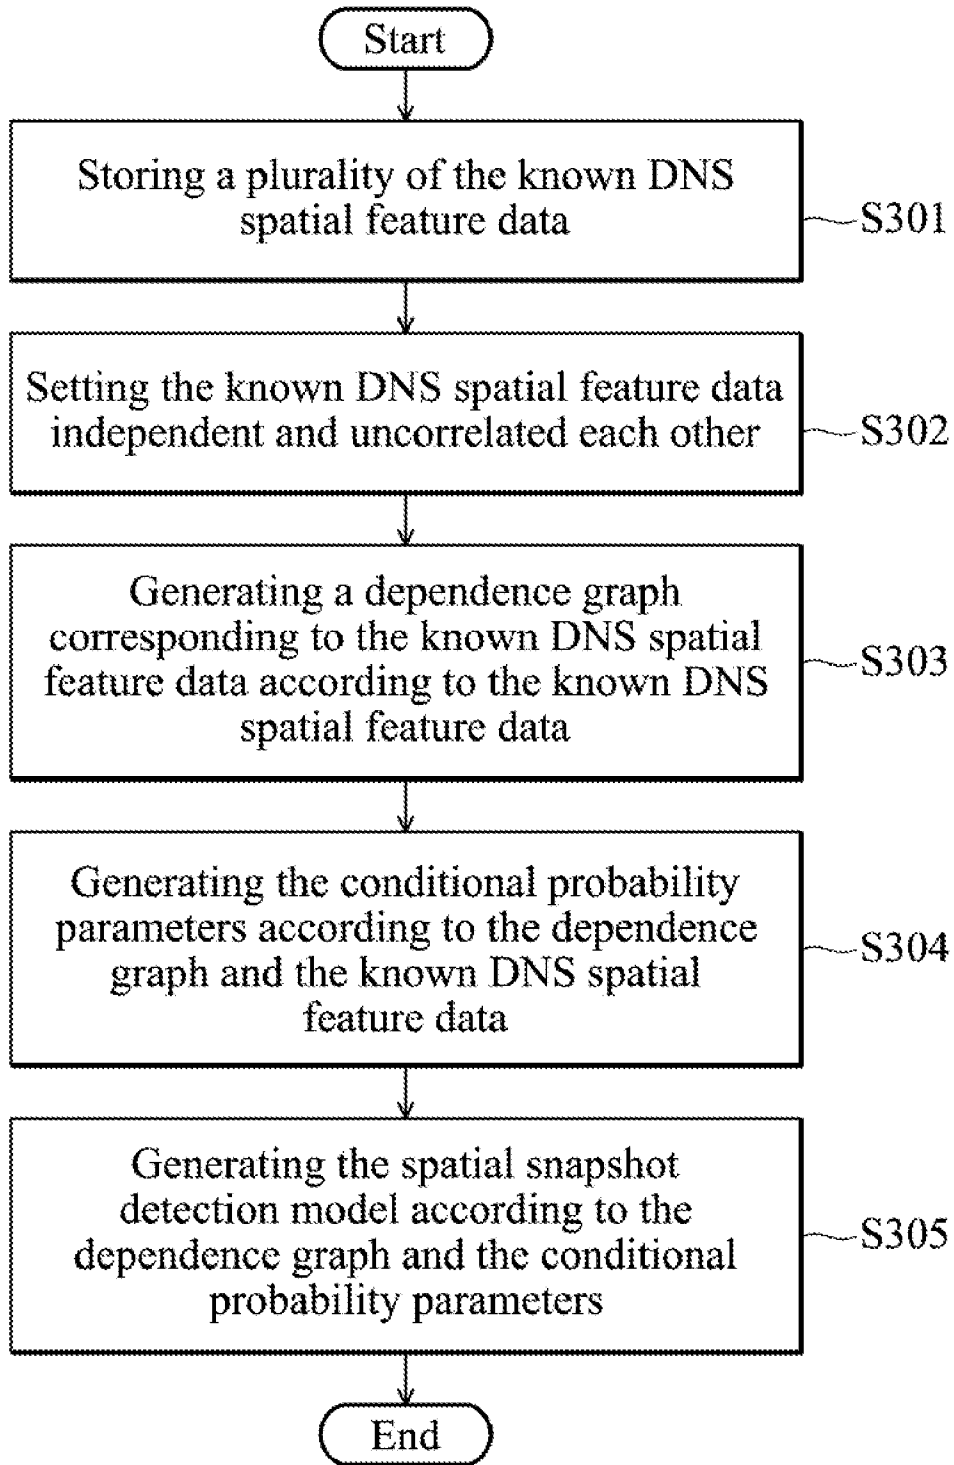 Start
Storing a plurality of the known DNS
spatial feature data
S301
Setting the known DNS spatial feature data
independent and uncorrelated each other
S302
Generating a dependence graph
corresponding to the known DNS spatial
feature data according to the known DNS
spatial feature data
S303
Generating the conditional probability
parameters according to the dependence
graph and the known DNS spatial
feature data
S304
Generating the spatial snapshot
detection model according to the
dependence graph and the conditional
probability parameters
S305
End